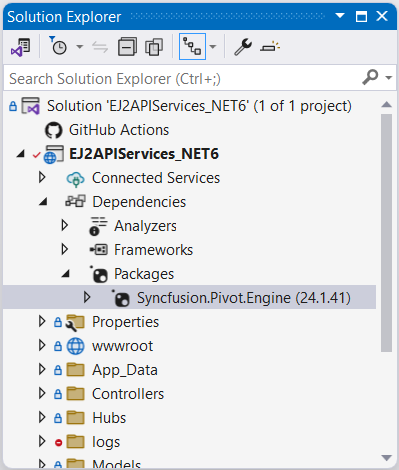 Solution Explorer
Search Solution Explorer (Ctrl+;)
Solution 'EJ2APIServices_NET6' (1 of 1 project)
GitHub Actions
EJ2APIServices_NET6
Connected Services
Dependencies
Analyzers
Frameworks
Packages
Syncfusion.Pivot.Engine (24.1.41)
Properties
wwwroot
App_Data
Controllers
Hubs
logs
Models